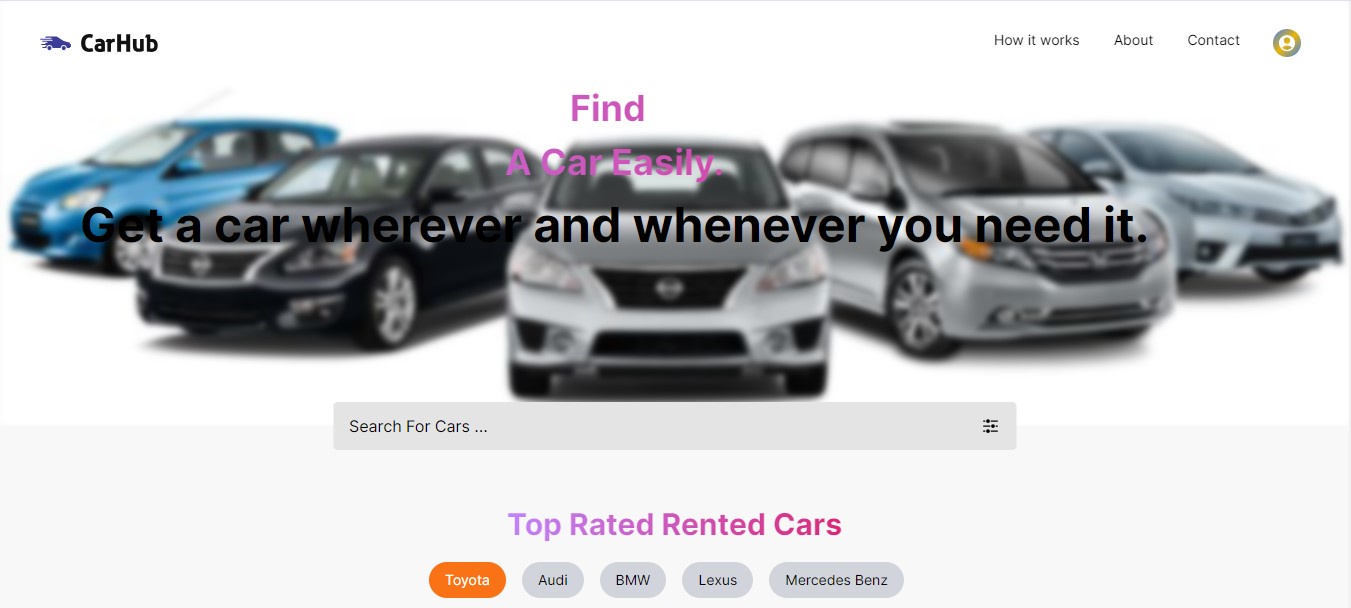 CarHub
How it works
About
Contact
Find
A Car Easily.
Get a car wherever and whenever you need it.
Search For Cars ...
Top Rated Rented Cars
Toyota
Audi
BMW
Lexus
Mercedes Benz